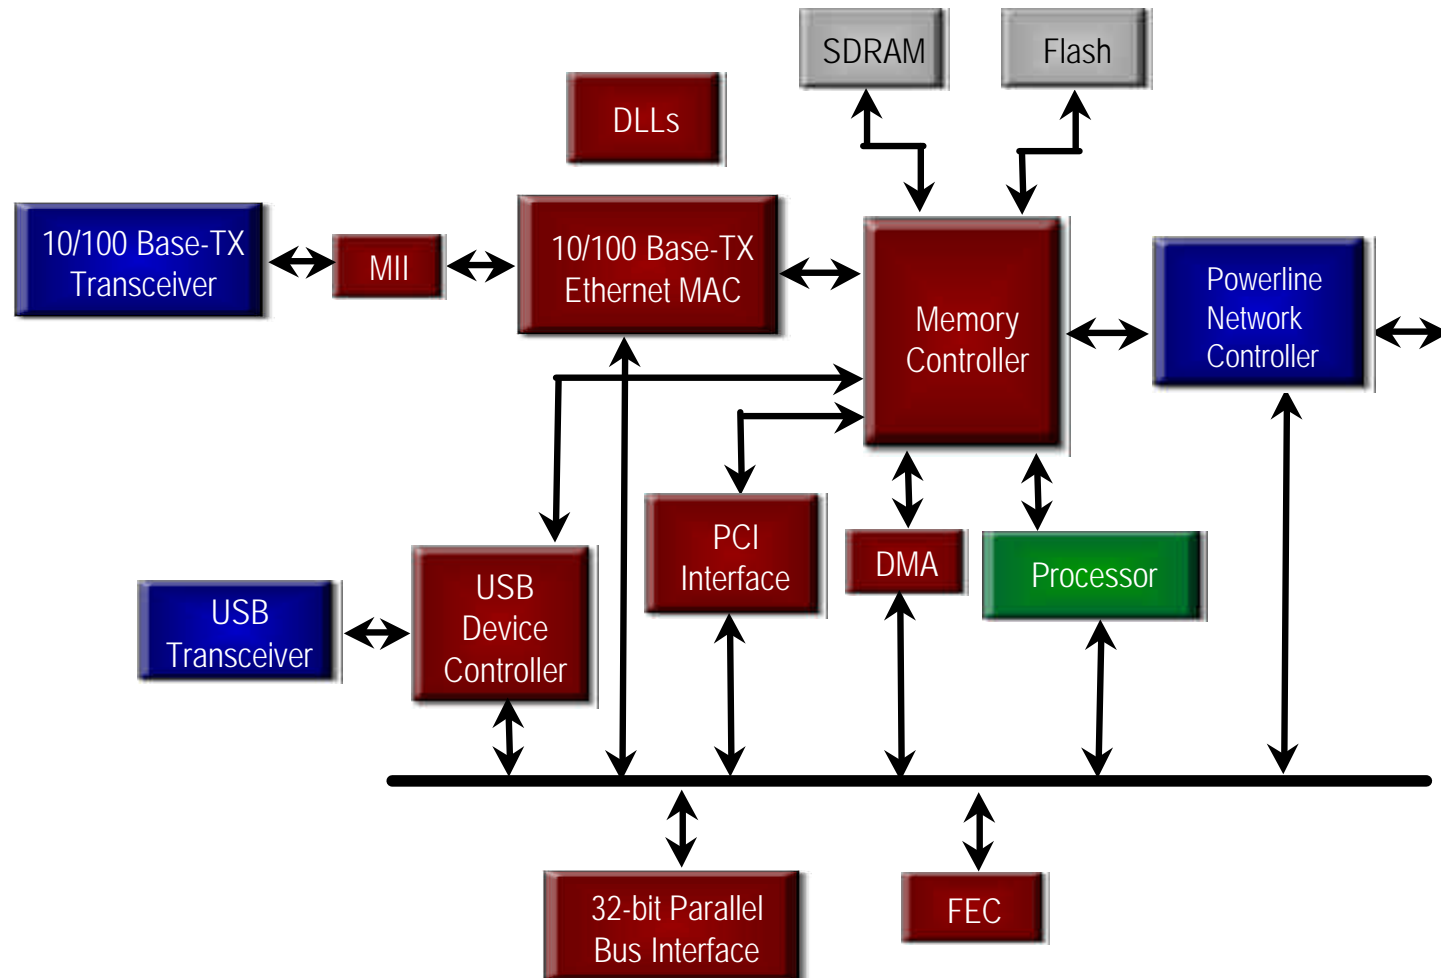 SDRAM
Flash
DLLs
10/100 Base-TX
Transceiver
MII
10/100 Base-TX
Ethernet MAC
Memory
Controller
Powerline
Network
Controller
PCI
Interface
DMA
Processor
USB
Transceiver
USB
Device
Controller
32-bit Parallel
Bus Interface
FEC